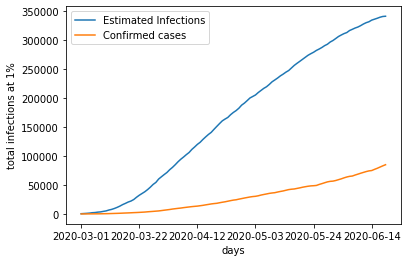 Estimated Infections
Confirmed cases
total infections at 1%
350000
300000
250000
200000
150000
100000
50000
0
2020-03-01 2020-03-22 2020-04-12 2020-05-03 2020-05-24 2020-06-14
days